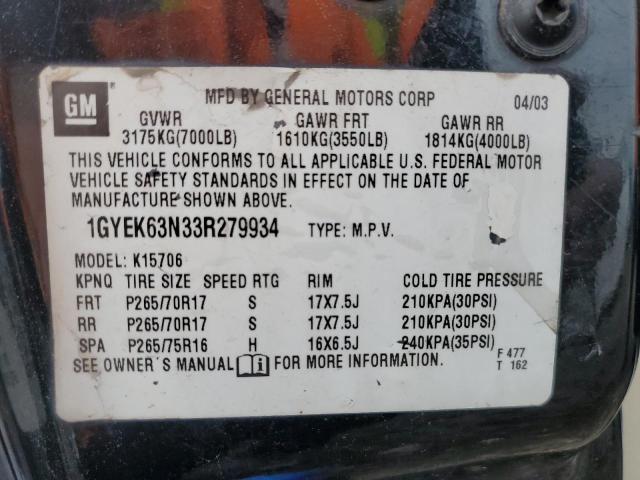 GM
MFD BY GENERAL MOTORS CORP 04/03
GVWR GAWR FRT GAWR RR
3175KG(7000LB) 1610KG(3550LB) 1814KG(4000LB)
THIS VEHICLE CONFORMS TO ALL APPLICABLE U.S. FEDERAL MOTOR
VEHICLE SAFETY STANDARDS IN EFFECT ON THE DATE OF
MANUFACTURE SHOWN ABOVE.
1GYEK63N33R279934 TYPE: M.P.V.
MODEL: K15706
KPNQ TIRE SIZE SPEED RTG RIM COLD TIRE PRESSURE
FRT P265/70R17 S 17X7.5J 210KPA(30PSI)
RR P265/70R17 S 17X7.5J 210KPA(30PSI)
SPA P265/75R16 H 16X6.5J 240KPA(35PSI)
SEE OWNER'S MANUAL FOR MORE INFORMATION.
F 477
T 162